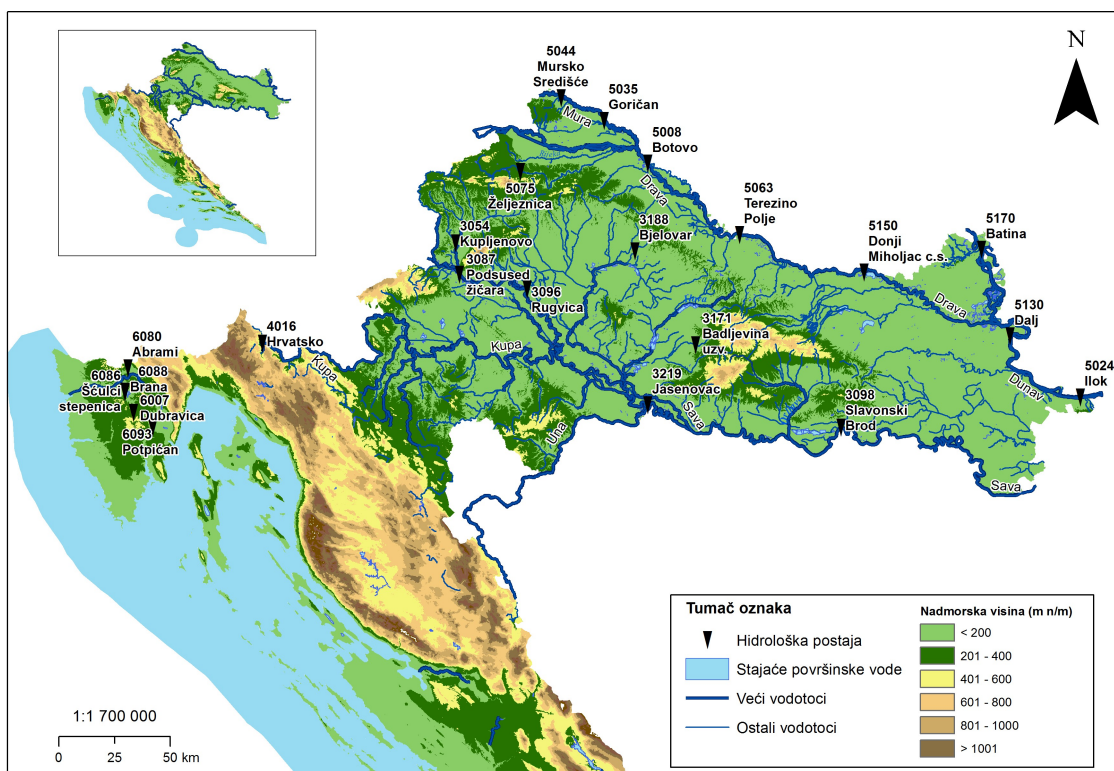 N
5044
Mursko
Središće
5035
Goričan
Mura
5008
Botovo
Drava
5075
Željeznica
5063
Terezino
Polje
3054
Kupljenovo
3188
Bjelovar
5150
Donji
Miholjac c.s.
5170
Batina
3087
Podsused
žičara
3096
Rugvica
Drava
5130
Dalj
3171
Badljevina
uzv.
4016
Hrvatsko
Kupa
Kupa
6080
Abrami
6086
Ščulci
stepenica
6088
Brana
6007
Dubravica
6093
Potpićan
3219
Jasenovac
Sava
Una
3098
Slavonski
Brod
Dunav
5024
Ilok
Sava
Tumač oznaka
Hidrološka postaja
Stajaće površinske vode
Veći vodotoci
Ostali vodotoci
Nadmorska visina (m n/m)
< 200
201 - 400
401 - 600
601 - 800
801 - 1000
> 1001
1:1 700 000
0 25 50 km